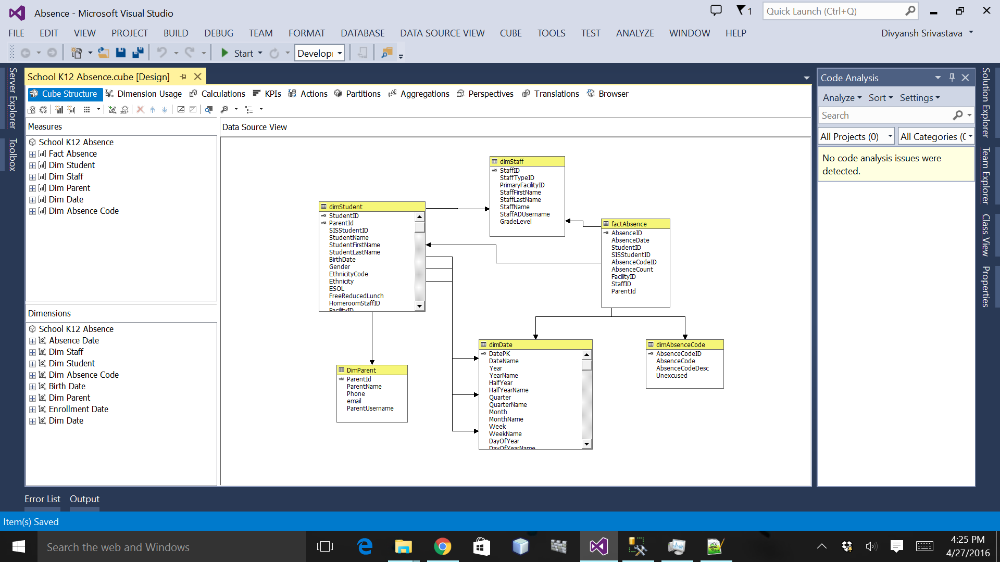 Absence - Microsoft Visual Studio
1
Quick Launch (Ctrl+Q)
FILE EDIT VIEW PROJECT BUILD DEBUG TEAM FORMAT DATABASE DATA SOURCE VIEW CUBE TOOLS TEST ANALYZE WINDOW HELP
Divyansh Srivastava
Start
Develop
Server Explorer
Toolbox
School K12 Absence.cube [Design]
Cube Structure Dimension Usage Calculations KPIs Actions Partitions Aggregations Perspectives Translations Browser
Measures
School K12 Absence
Fact Absence
Dim Student
Dim Staff
Dim Parent
Dim Date
Dim Absence Code
Dimensions
School K12 Absence
Absence Date
Dim Staff
Dim Student
Dim Absence Code
Birth Date
Dim Parent
Enrollment Date
Dim Date
Data Source View
dimStaff
StaffID
StaffTypeID
PrimaryFacilityID
StaffFirstName
StaffLastName
StaffName
StaffADUsername
GradeLevel
dimStudent
StudentID
ParentId
SISStudentID
StudentName
StudentFirstName
StudentLastName
BirthDate
Gender
EthnicityCode
Ethnicity
ESOL
FreeReducedLunch
HomeroomStaffID
FacilityID
factAbsence
AbsenceID
AbsenceDate
StudentID
SISStudentID
AbsenceCodeID
AbsenceCount
FacilityID
StaffID
ParentId
DimParent
ParentId
ParentName
Phone
email
ParentUsername
dimDate
DatePK
DateName
Year
YearName
HalfYear
HalfYearName
Quarter
QuarterName
Month
MonthName
Week
WeekName
DayOfYear
DayOfYearName
dimAbsenceCode
AbsenceCodeID
AbsenceCode
AbsenceCodeDesc
Unexcused
Code Analysis
Analyze Sort Settings
Search
All Projects (0)
All Categories (
No code analysis issues were
detected.
Solution Explorer
Team Explorer
Class View
Properties
Error List Output
Item(s) Saved
Search the web and Windows
4:25 PM
4/27/2016